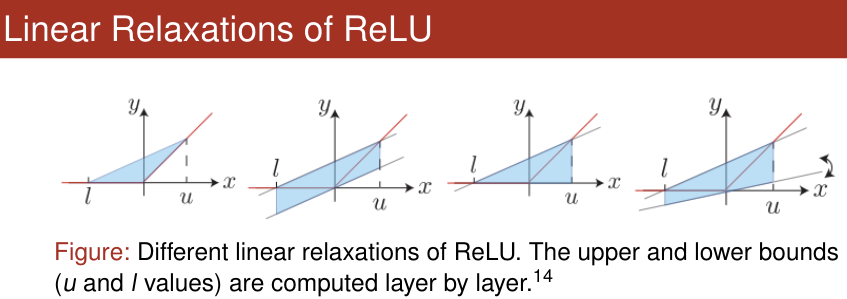 Linear Relaxations of ReLU
y
x
l
u
y
x
l
u
y
x
l
u
y
x
l
u
Figure: Different linear relaxations of ReLU. The upper and lower bounds
(u and l values) are computed layer by layer.¹⁴